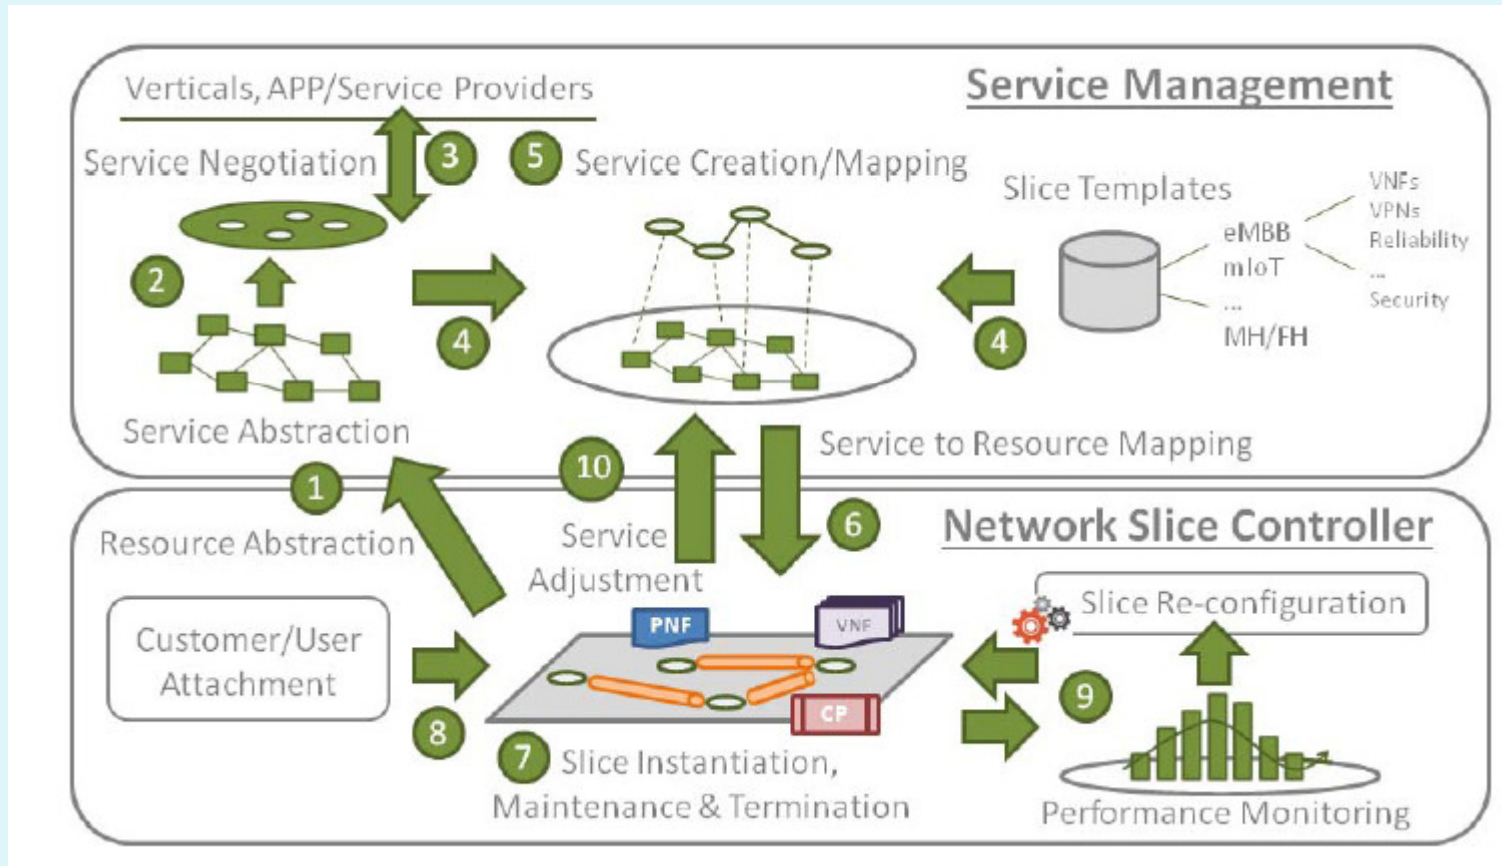 Verticals, APP/Service Providers
Service Management
Service Negotiation
3
5
Service Creation/Mapping
Slice Templates
VNFs
VPNs
Reliability
...
Security
eMBB
mIoT
...
MH/FH
2
4
4
Service Abstraction
1
10
Service to Resource Mapping
6
Network Slice Controller
Resource Abstraction
Service
Adjustment
Slice Re-configuration
Customer/User
Attachment
PNF
VNF
CP
8
9
7
Slice Instantiation,
Maintenance & Termination
Performance Monitoring